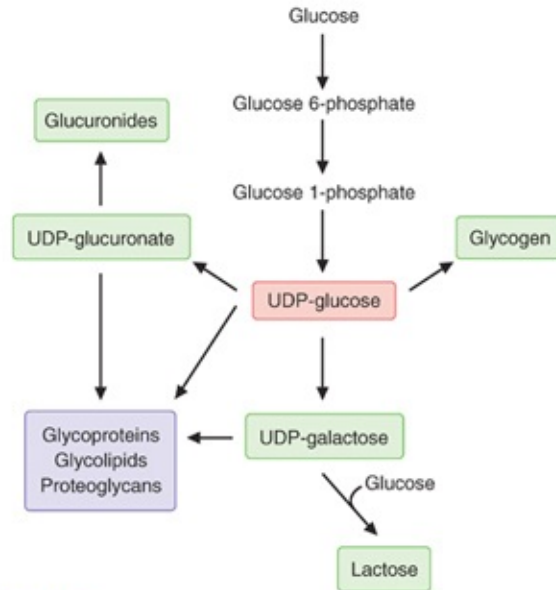 Glucose
Glucose 6-phosphate
Glucuronides
Glucose 1-phosphate
UDP-glucuronate
Glycogen
UDP-glucose
Glycoproteins
Glycolipids
Proteoglycans
UDP-galactose
Glucose
Lactose